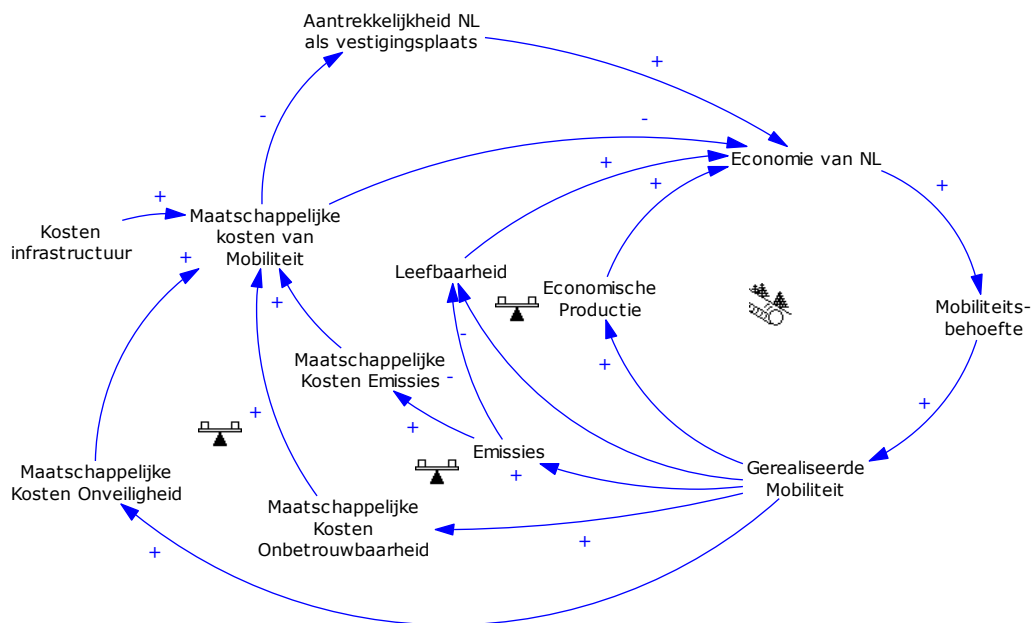 Aantrekkelijkheid NL
als vestigingsplaats
+
-
-
Economie van NL
+
+
+
+
Maatschappelijke
kosten van
Mobiliteit
Kosten
infrastructuur
+
Leefbaarheid
Economische
Productie
+
Mobiliteits-
behoefte
-
Maatschappelijke
Kosten Emissies
-
+
+
+
+
Emissies
Maatschappelijke
Kosten Onveiligheid
+
Gerealiseerde
Mobiliteit
Maatschappelijke
Kosten
Onbetrouwbaarheid
+
+